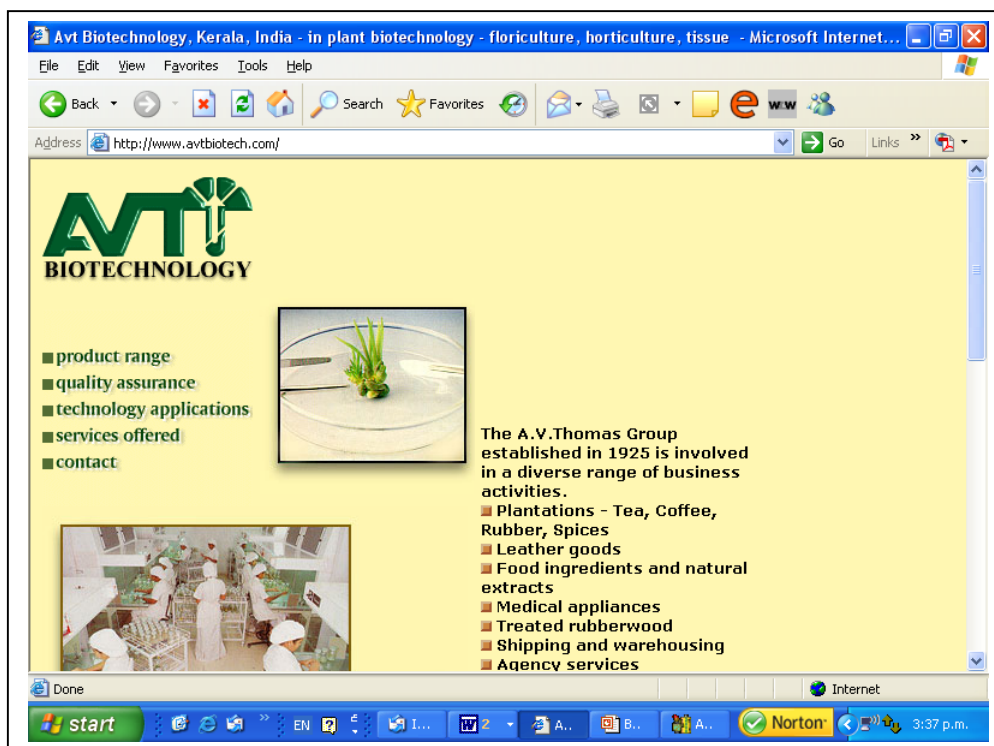 Avt Biotechnology, Kerala, India - in plant biotechnology - floriculture, horticulture, tissue - Microsoft Internet...
File Edit View Favorites Tools Help
Back Search Favorites
Address http://www.avtbiotech.com/ Go Links »
AVT
BIOTECHNOLOGY
product range
quality assurance
technology applications
services offered
contact
The A.V.Thomas Group
established in 1925 is involved
in a diverse range of business
activities.
Plantations - Tea, Coffee,
Rubber, Spices
Leather goods
Food ingredients and natural
extracts
Medical appliances
Treated rubberwood
Shipping and warehousing
Agency services
Done Internet
start » EN I... 2 A.. B.. A.. Norton 3:37 p.m.